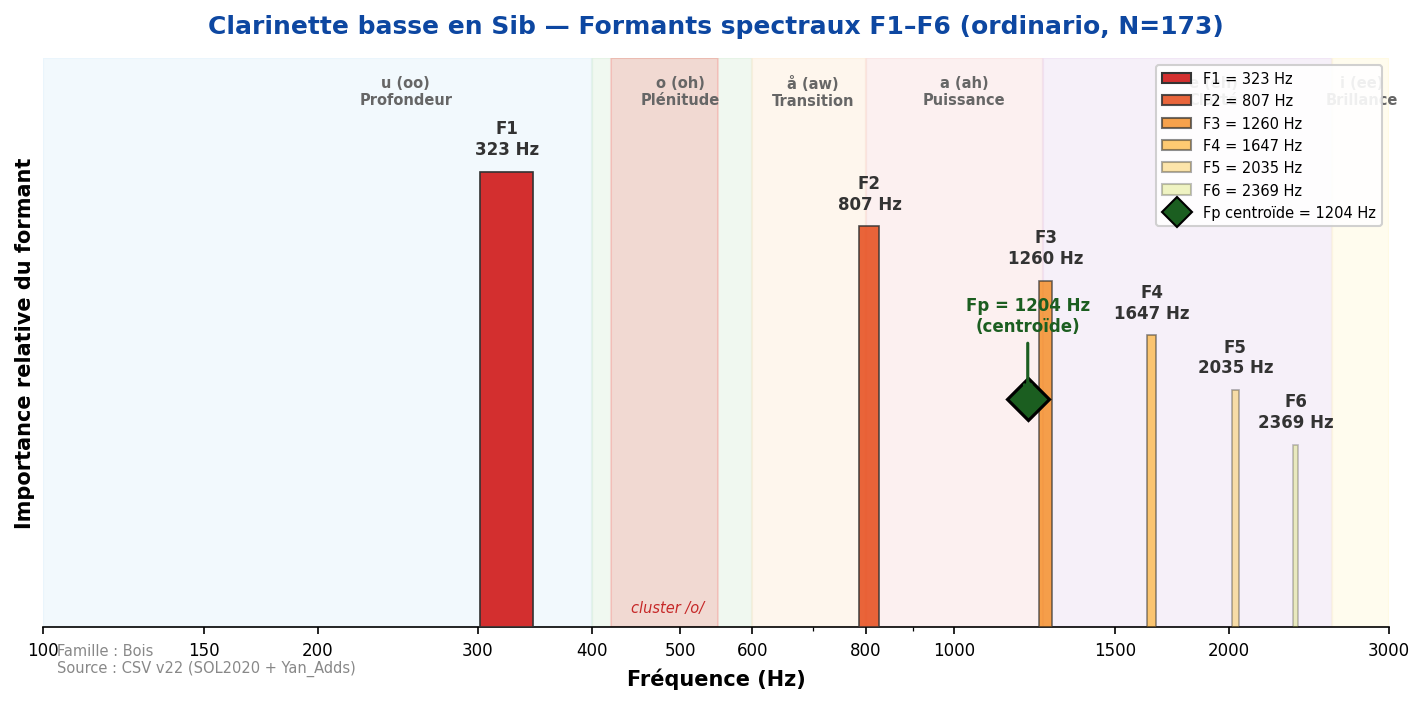 Clarinette basse en Sib — Formants spectraux F1–F6 (ordinario, N=173)
u (oo)
Profondeur
o (oh)
Plénitude
å (aw)
Transition
a (ah)
Puissance
i (ee)
Brillance
F1 = 323 Hz
F2 = 807 Hz
F3 = 1260 Hz
F4 = 1647 Hz
F5 = 2035 Hz
F6 = 2369 Hz
Fp centroïde = 1204 Hz
F1
323 Hz
F2
807 Hz
F3
1260 Hz
F4
1647 Hz
F5
2035 Hz
F6
2369 Hz
Fp = 1204 Hz
(centroïde)
cluster /o/
Importance relative du formant
100 150 200 300 400 500 600 800 1000 1500 2000 3000
Famille : Bois
Source : CSV v22 (SOL2020 + Yan_Adds)
Fréquence (Hz)